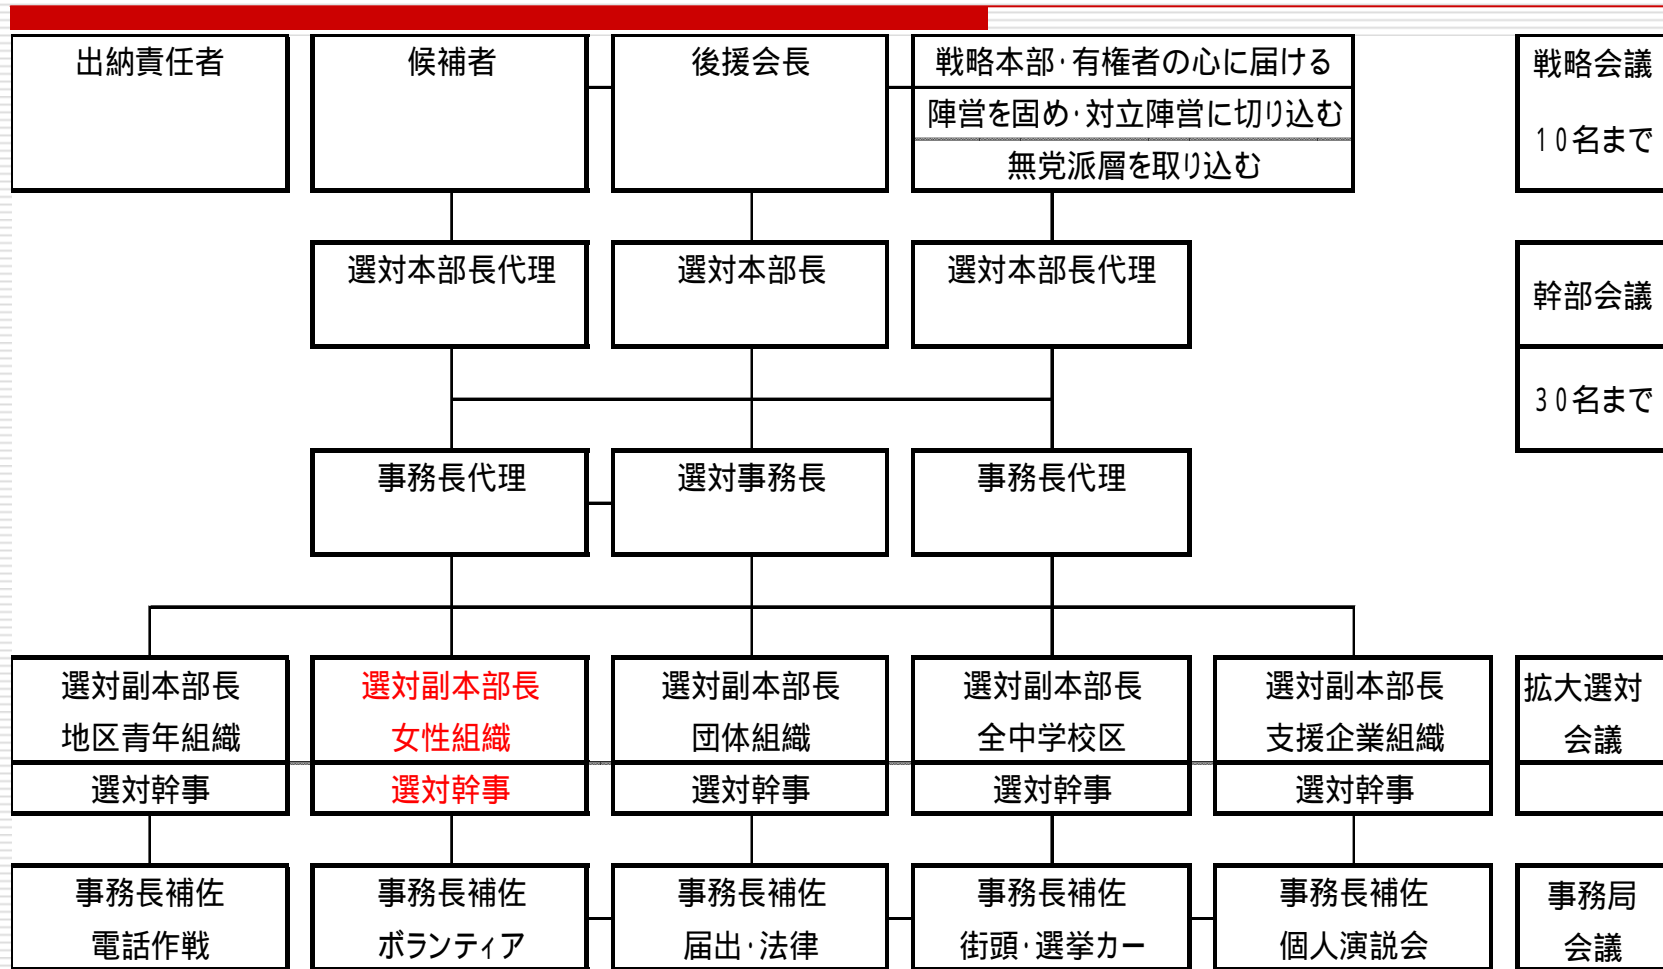 出納責任者
候補者
後援会長
戦略本部･有権者の心に届ける
陣営を固め･対立陣営に切り込む
無党派層を取り込む
戦略会議
10名まで
選対本部長代理
選対本部長
選対本部長代理
幹部会議
30名まで
事務長代理
選対事務長
事務長代理
選対副本部長
地区青年組織
選対幹事
選対副本部長
女性組織
選対幹事
選対副本部長
団体組織
選対幹事
選対副本部長
全中学校区
選対幹事
選対副本部長
支援企業組織
選対幹事
拡大選対
会議
事務長補佐
電話作戦
事務長補佐
ボランティア
事務長補佐
届出･法律
事務長補佐
街頭･選挙カー
事務長補佐
個人演説会
事務局
会議